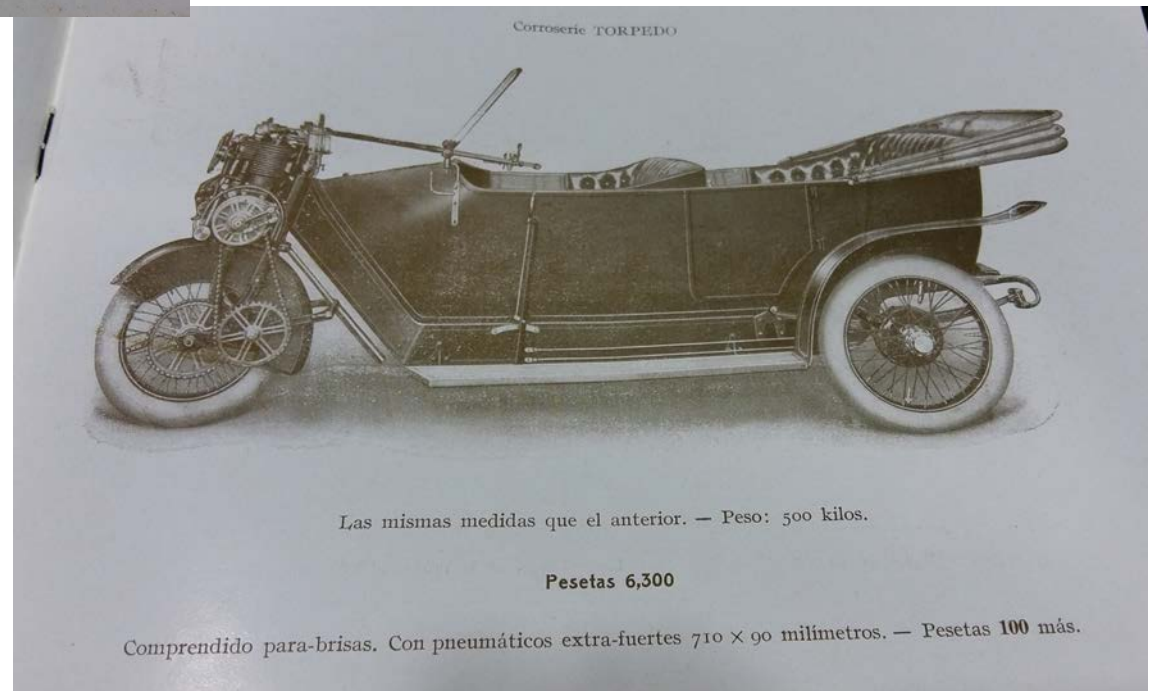 Corroserie TORPEDO
Las mismas medidas que el anterior. — Peso: 500 kilos.
Pesetas 6,300
Comprendido para-brisas. Con pneumáticos extra-fuertes 710 × 90 milímetros. — Pesetas 100 más.